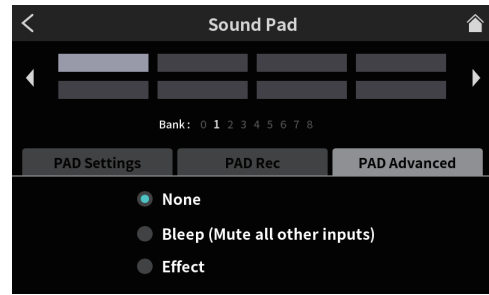 Sound Pad
Bank: 0 1 2 3 4 5 6 7 8
PAD Settings PAD Rec PAD Advanced
None
Bleep (Mute all other inputs)
Effect